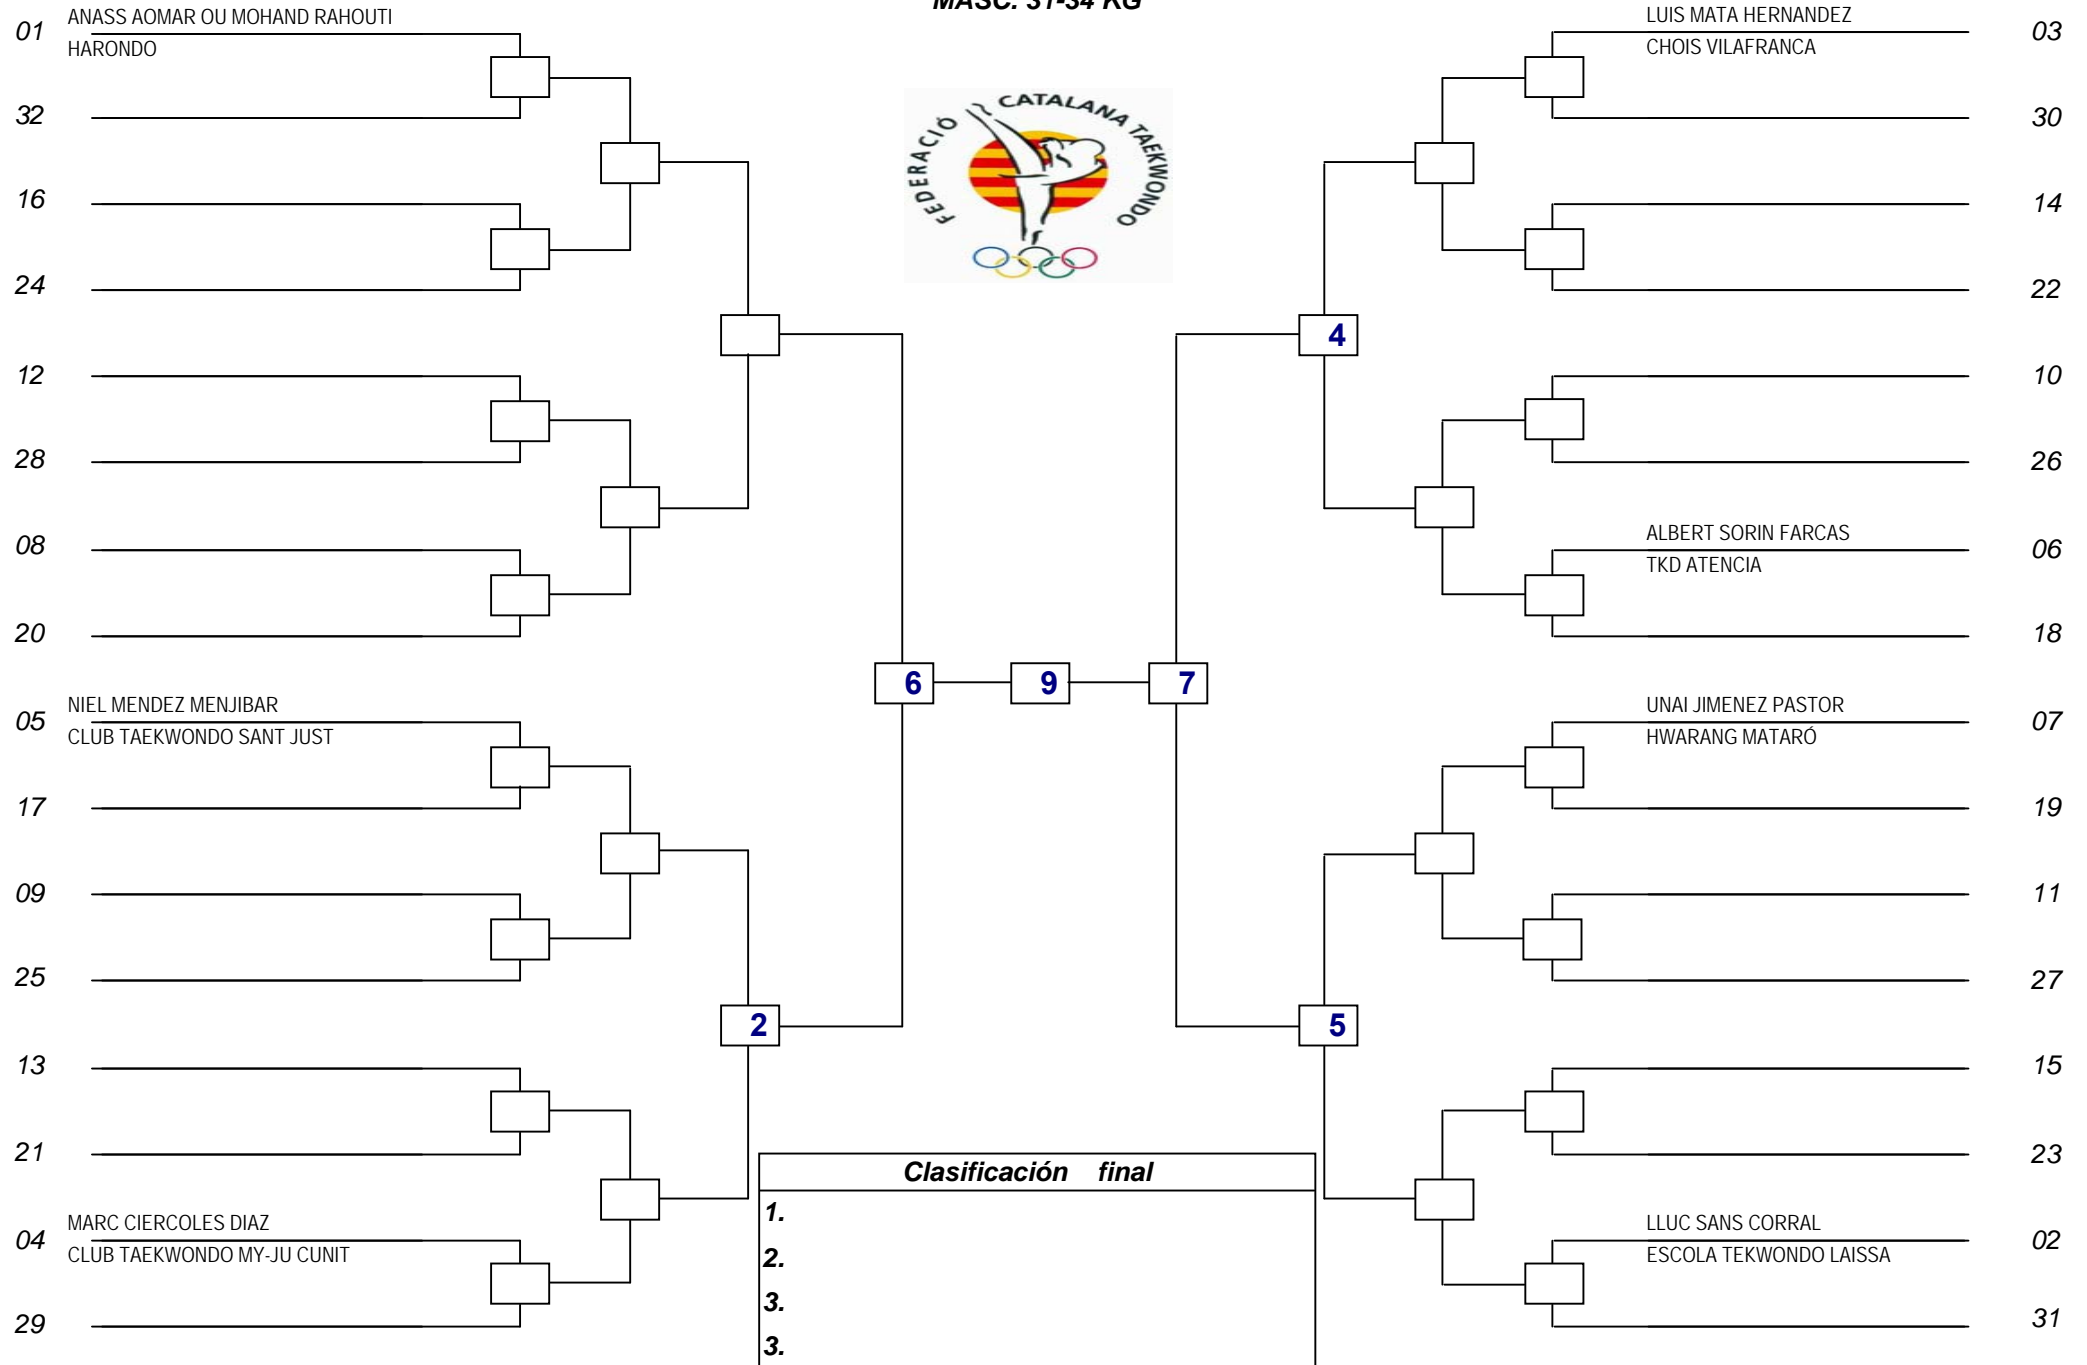 MASC. 31-34 KG
01
ANASS AOMAR OU MOHAND RAHOUTI
HARONDO
32
16
24
12
28
08
20
05
NIEL MENDEZ MENJIBAR
CLUB TAEKWONDO SANT JUST
17
09
25
13
21
04
MARC CIERCOLES DIAZ
CLUB TAEKWONDO MY-JU CUNIT
29
2
6
9
7
4
5
FEDERACIÓ CATALANA TAEKWONDO
LUIS MATA HERNANDEZ
03
CHOIS VILAFRANCA
30
14
22
10
26
ALBERT SORIN FARCAS
06
TKD ATENCIA
18
UNAI JIMENEZ PASTOR
07
HWARANG MATARÓ
19
11
27
15
23
LLUC SANS CORRAL
02
ESCOLA TEKWONDO LAISSA
31
Clasificación final
1.
2.
3.
3.